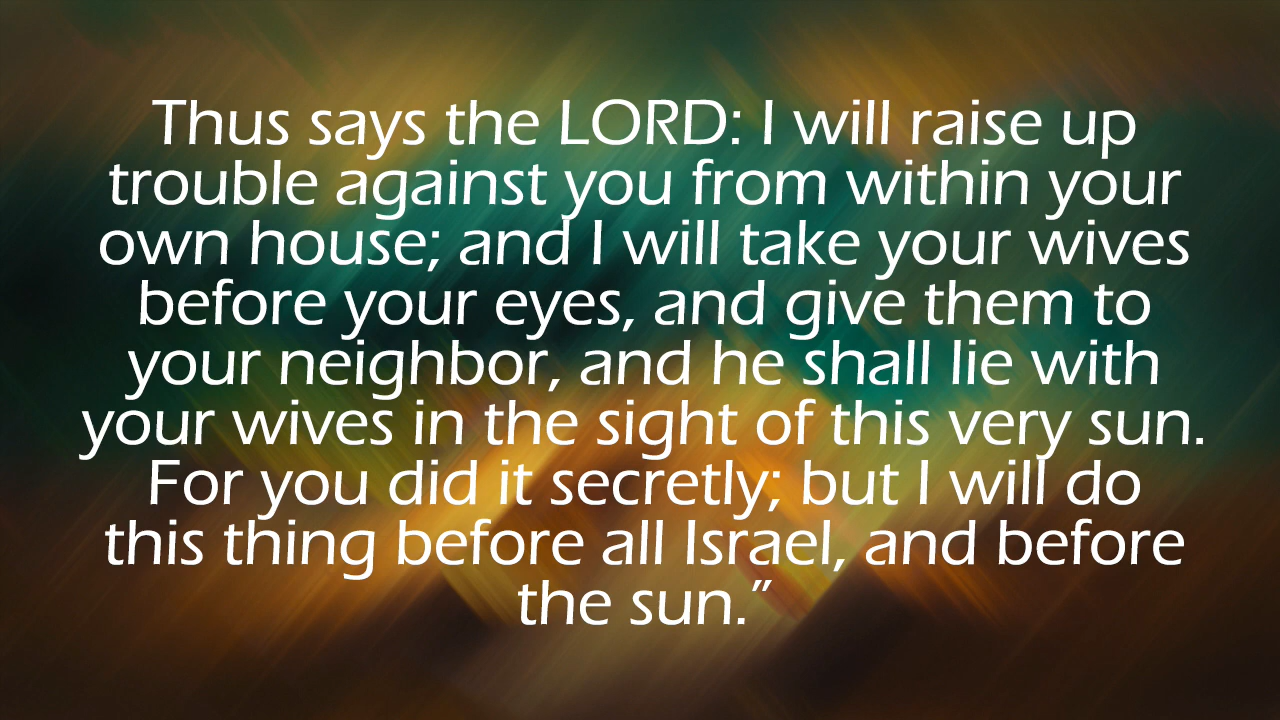 Thus says the LORD: I will raise up
trouble against you from within your
own house; and I will take your wives
before your eyes, and give them to
your neighbor, and he shall lie with
your wives in the sight of this very sun.
For you did it secretly; but I will do
this thing before all Israel, and before
the sun.”